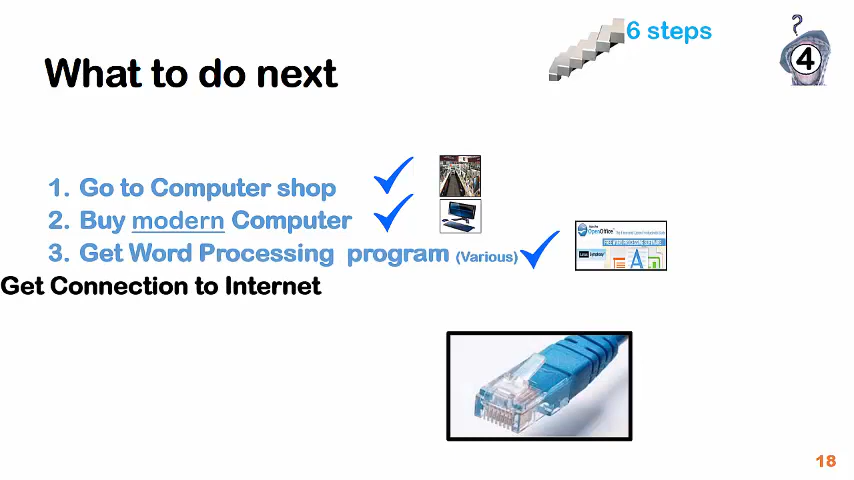 6 steps
4
What to do next
1. Go to Computer shop
2. Buy modern Computer
3. Get Word Processing program (Various)
OpenOffice
Get Connection to Internet
18